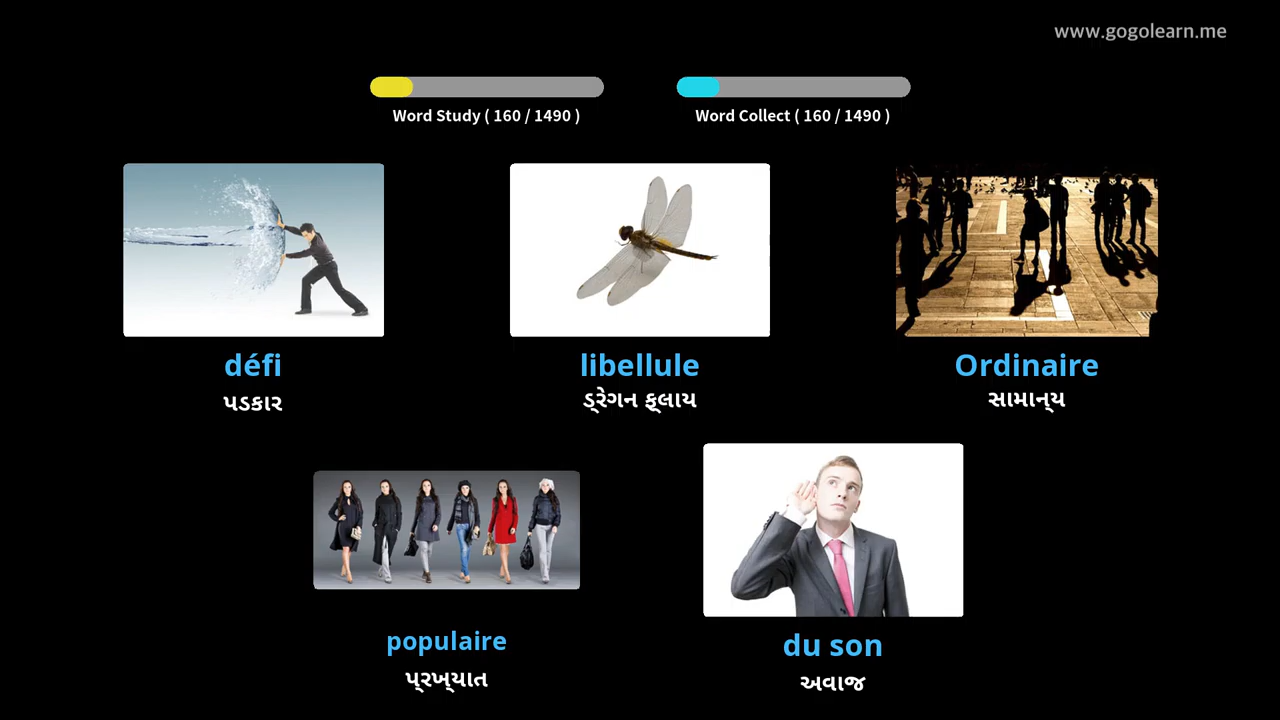 www.gogolearn.me
Word Study ( 160 / 1490 )
Word Collect ( 160 / 1490 )
défi
પડકાર
libellule
ડ્રેગન ફ્લાય
Ordinaire
સામાન્ય
populaire
પ્રખ્યાત
du son
અવાજ